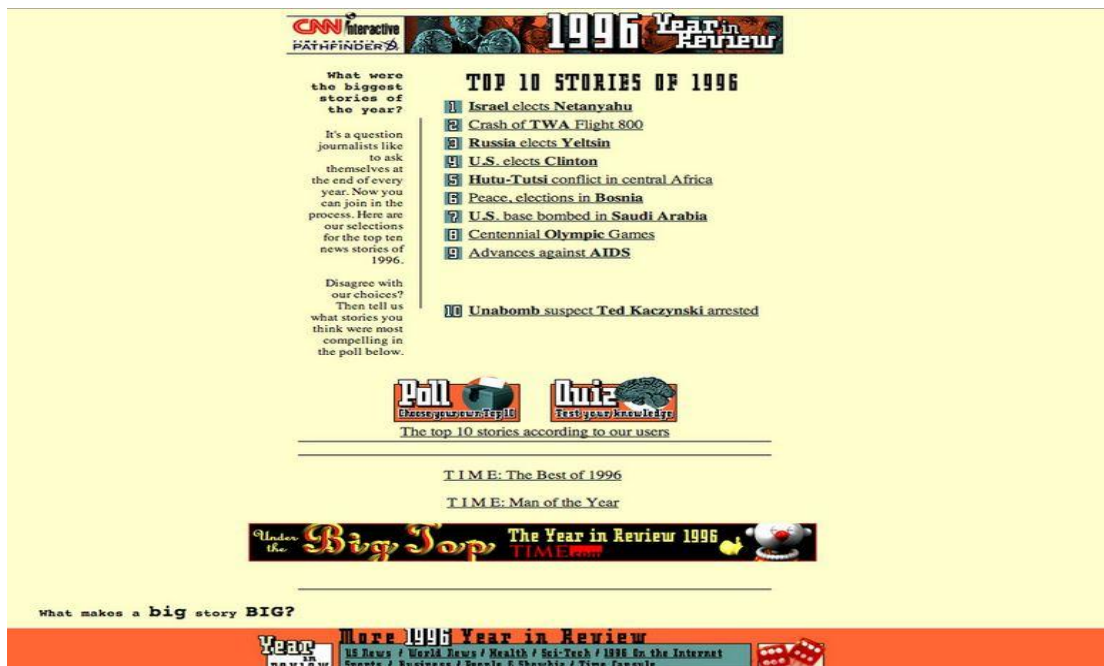 CNN interactive
PATHFINDER
1996 Year in Review
What were
the biggest
stories of
the year?
It's a question
journalists like
to ask
themselves at
the end of every
year. Now you
can join in the
process. Here are
our selections
for the top ten
news stories of
1996.
Disagree with
our choices?
Then tell us
what stories you
think were most
compelling in
the poll below.
TOP 10 STORIES OF 1996
1 Israel elects Netanyahu
2 Crash of TWA Flight 800
3 Russia elects Yeltsin
4 U.S. elects Clinton
5 Hutu-Tutsi conflict in central Africa
6 Peace, elections in Bosnia
7 U.S. base bombed in Saudi Arabia
8 Centennial Olympic Games
9 Advances against AIDS
10 Unabomb suspect Ted Kaczynski arrested
Poll
Choose your own Top 10
Quiz
Test your knowledge
The top 10 stories according to our users
T I M E: The Best of 1996
T I M E: Man of the Year
Under the Big Top The Year in Review 1996
TIME.com
What makes a big story BIG?
Year in review
More 1996 Year in Review
US News / World News / Health / Sci-Tech / 1996 On the Internet
Sports / Business / People & Showbiz / Time Capsule